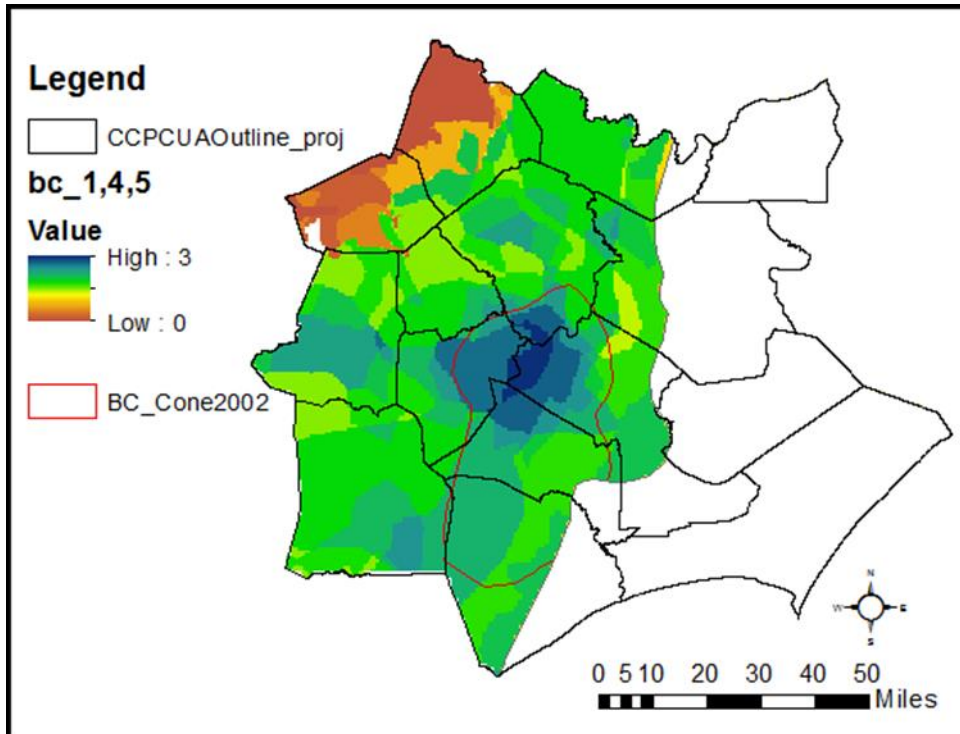 Legend
CCPCUAOutline_proj
bc_1,4,5
Value
High : 3
Low : 0
BC_Cone2002
N
W E
S
0 5 10 20 30 40 50
Miles